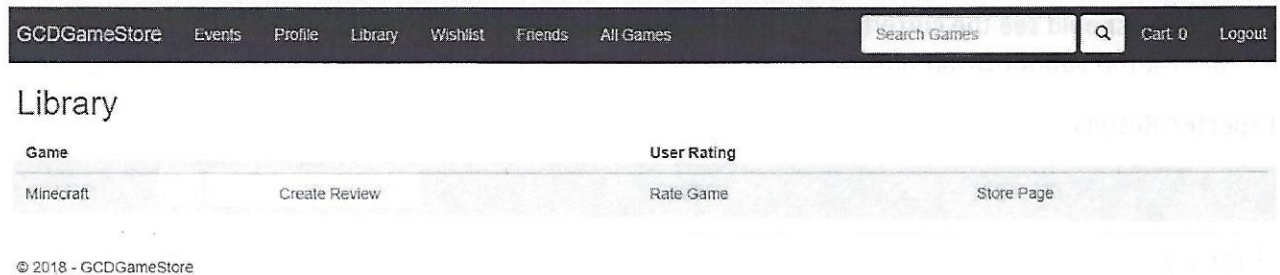 GCDGameStore Events Profile Library Wishlist Friends All Games Search Games Cart 0 Logout
Library
Game User Rating
Minecraft Create Review Rate Game Store Page
© 2018 - GCDGameStore